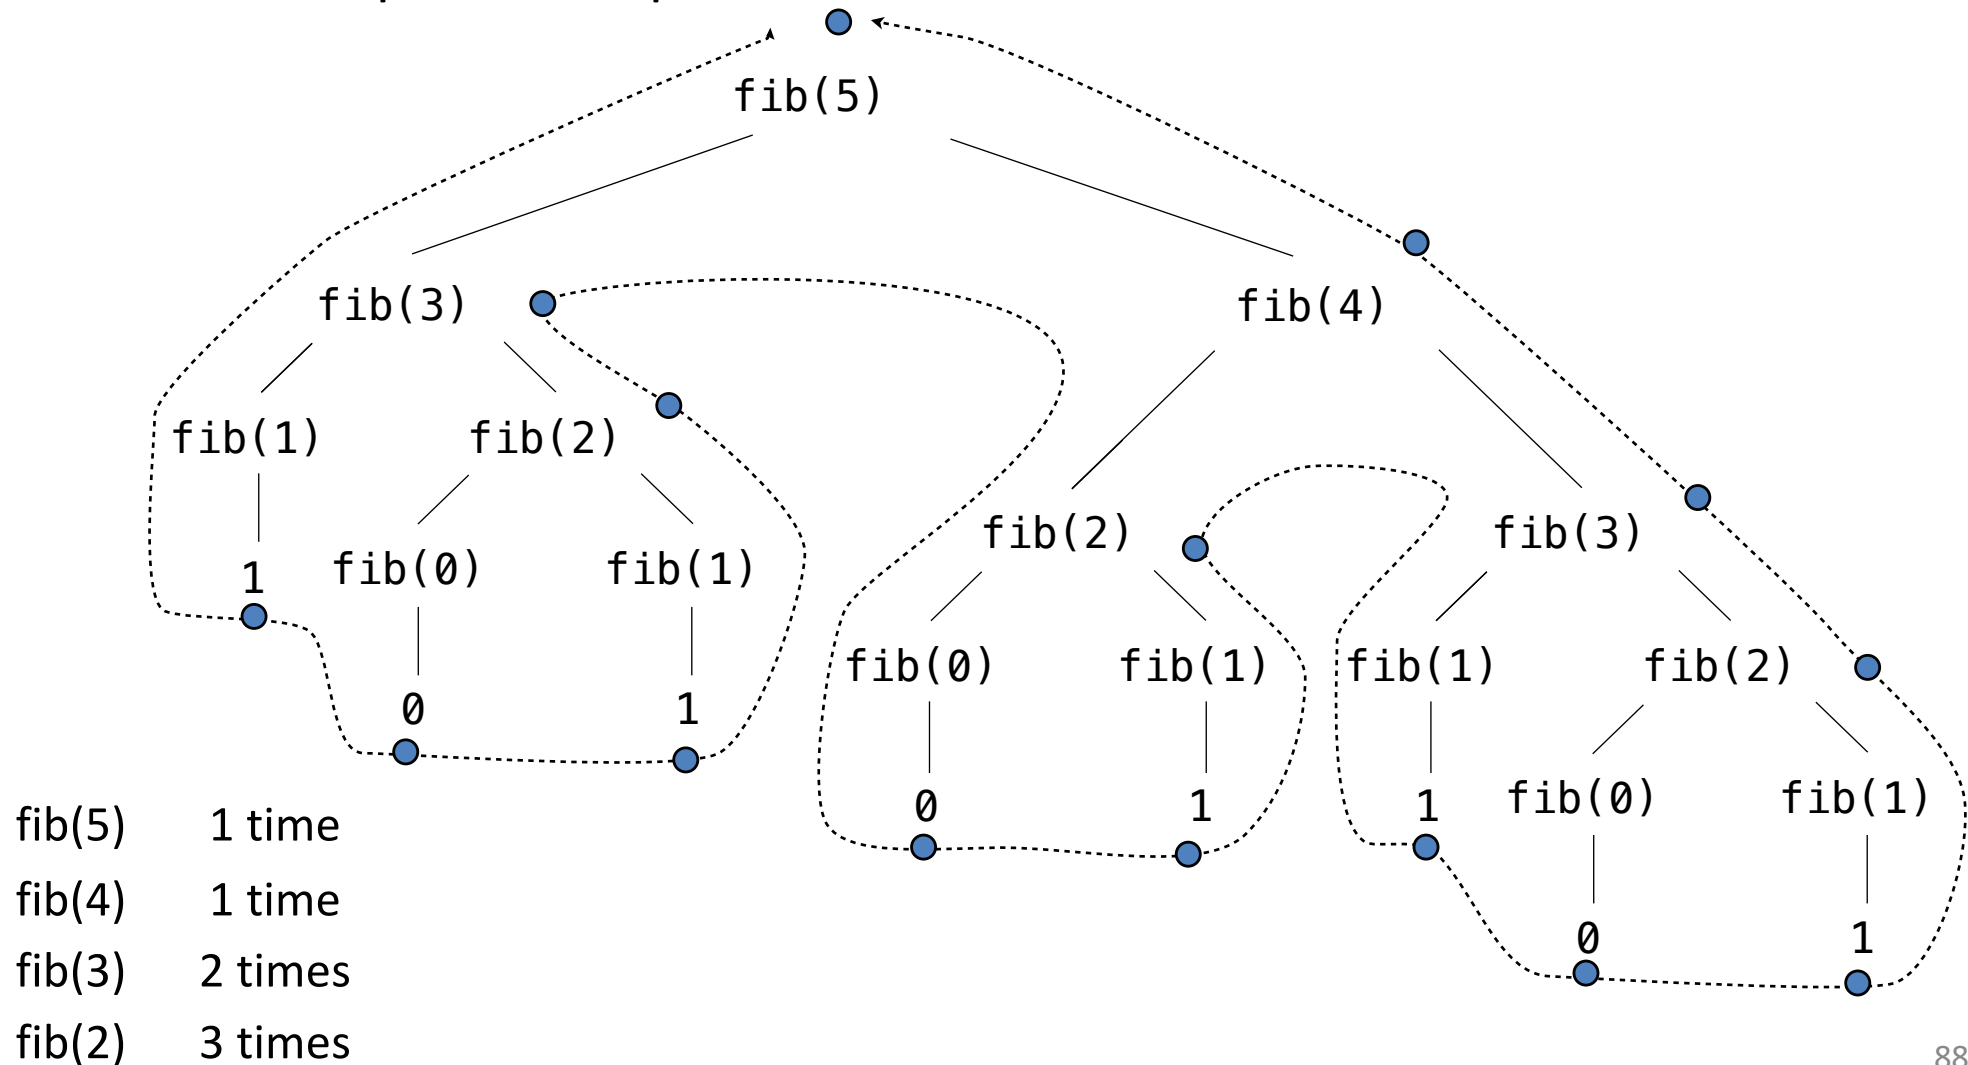 fib(5)
fib(3) fib(4)
fib(1) fib(2)
fib(2) fib(3)
1 fib(0) fib(1)
fib(0) fib(1) fib(1) fib(2)
0 1
0 1 1 fib(0) fib(1)
0 1
fib(5) 1 time
fib(4) 1 time
fib(3) 2 times
fib(2) 3 times
88